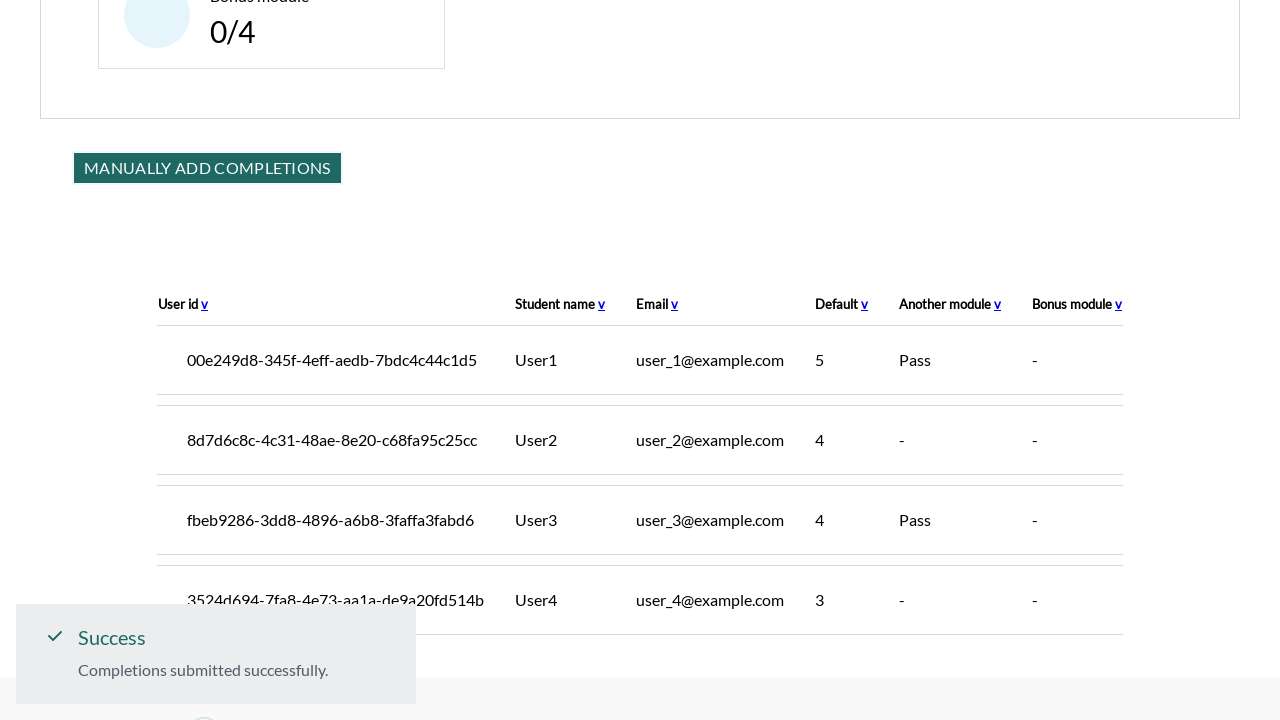 0/4
MANUALLY ADD COMPLETIONS
User id v Student name v Email v Default v Another module v Bonus module v
00e249d8-345f-4eff-aedb-7bdc4c44c1d5 User1 user_1@example.com 5 Pass -
8d7d6c8c-4c31-48ae-8e20-c68fa95c25cc User2 user_2@example.com 4 - -
fbeb9286-3dd8-4896-a6b8-3faffa3fabd6 User3 user_3@example.com 4 Pass -
3524d694-7fa8-4e73-aa1a-de9a20fd514b User4 user_4@example.com 3 - -
Success
Completions submitted successfully.